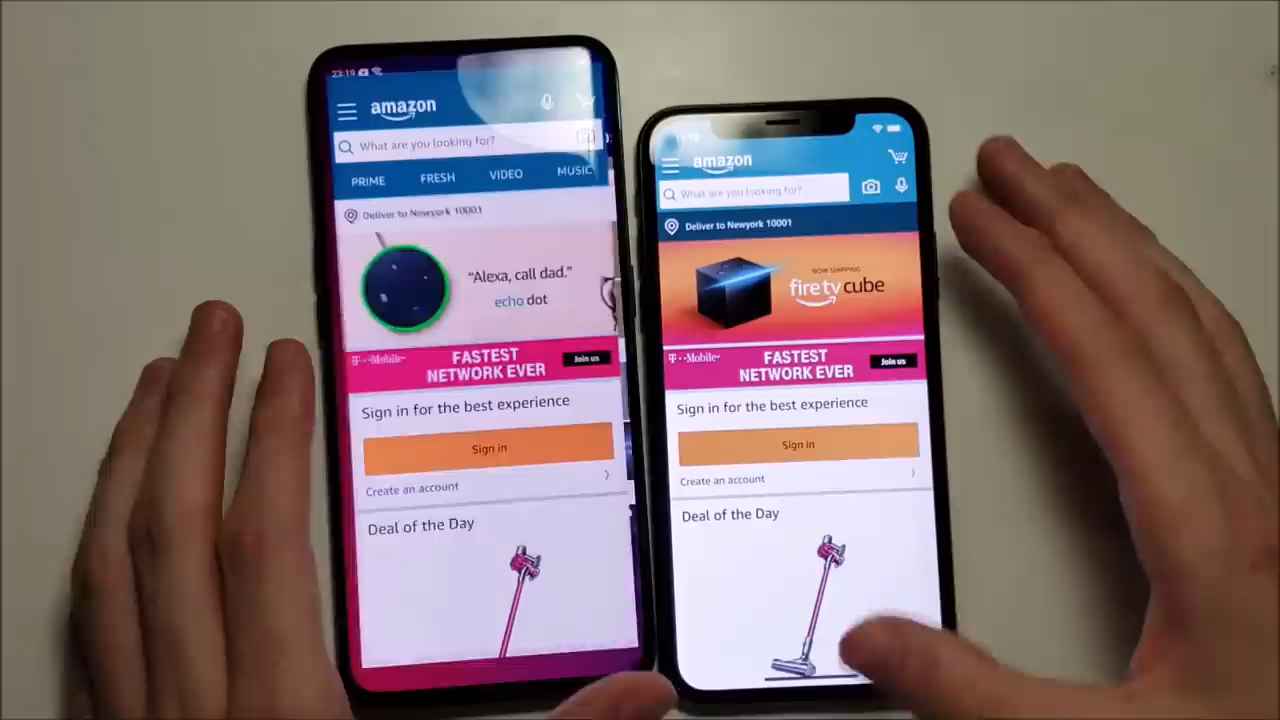 23:19
amazon
What are you looking for?
PRIME FRESH VIDEO MUSIC
Deliver to Newyork 10001
"Alexa, call dad."
echo dot
T-Mobile
FASTEST
NETWORK EVER
Join us
Sign in for the best experience
Sign in
Create an account
Deal of the Day
amazon
What are you looking for?
Deliver to Newyork 10001
NOW SHIPPING
fire tv cube
T-Mobile
FASTEST
NETWORK EVER
Join us
Sign in for the best experience
Sign in
Create an account
Deal of the Day